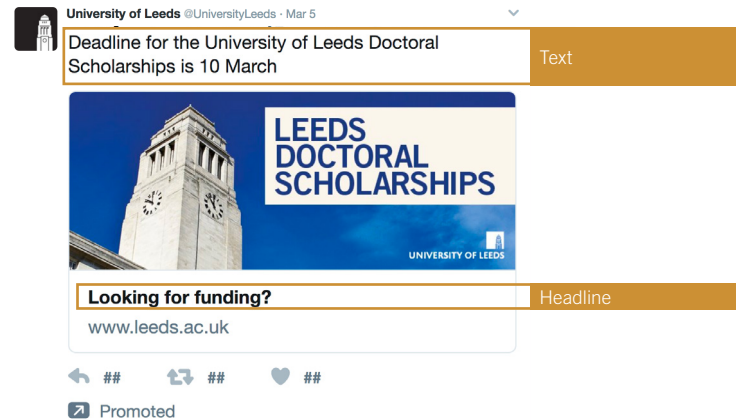 University of Leeds @UniversityLeeds · Mar 5
Deadline for the University of Leeds Doctoral
Scholarships is 10 March
Text
LEEDS
DOCTORAL
SCHOLARSHIPS
UNIVERSITY OF LEEDS
Looking for funding?
Headline
www.leeds.ac.uk
## ## ##
Promoted